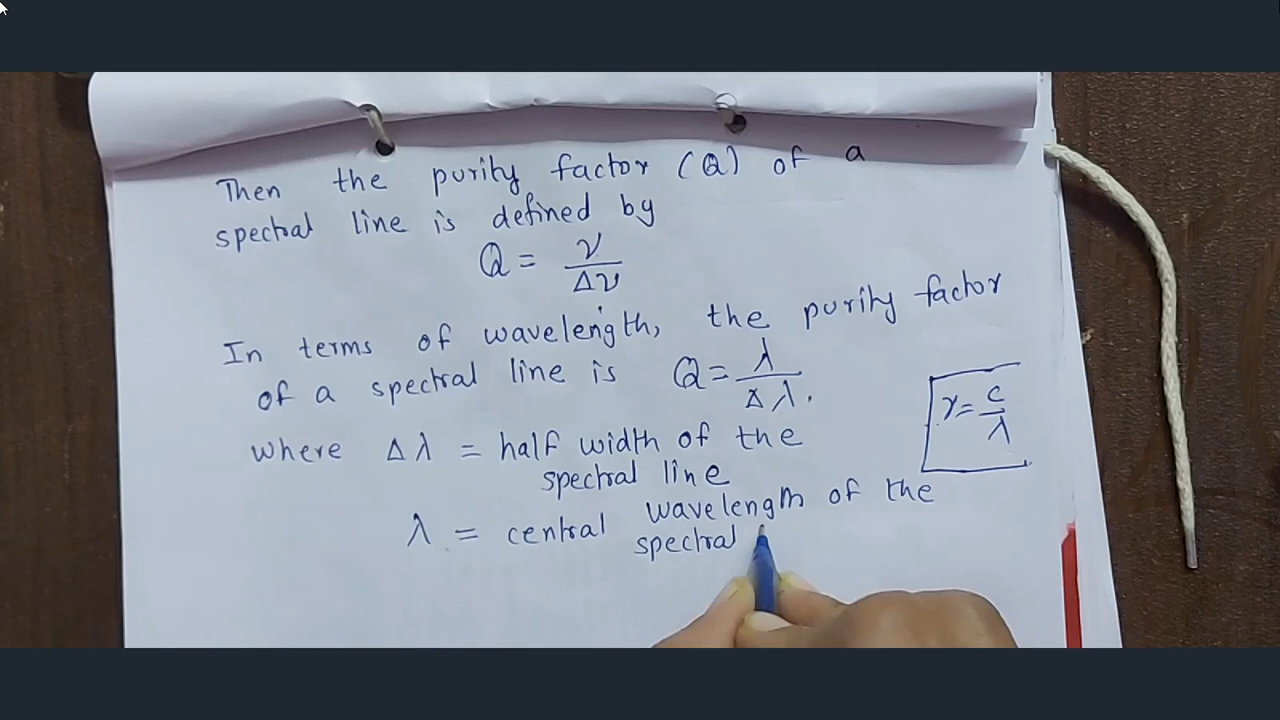 Then the purity factor (Q) of a
spectral line is defined by
Q = ν/Δν
In terms of wavelength, the purity factor
of a spectral line is Q = λ/Δλ.
ν = c/λ
where Δλ = half width of the
spectral line
λ = central wavelength of the
spectral